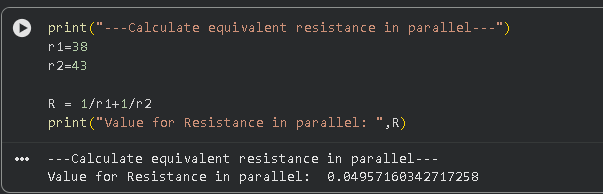 print("---Calculate equivalent resistance in parallel---")
r1=38
r2=43
R = 1/r1+1/r2
print("Value for Resistance in parallel: ",R)
---Calculate equivalent resistance in parallel---
Value for Resistance in parallel:  0.04957160342717258